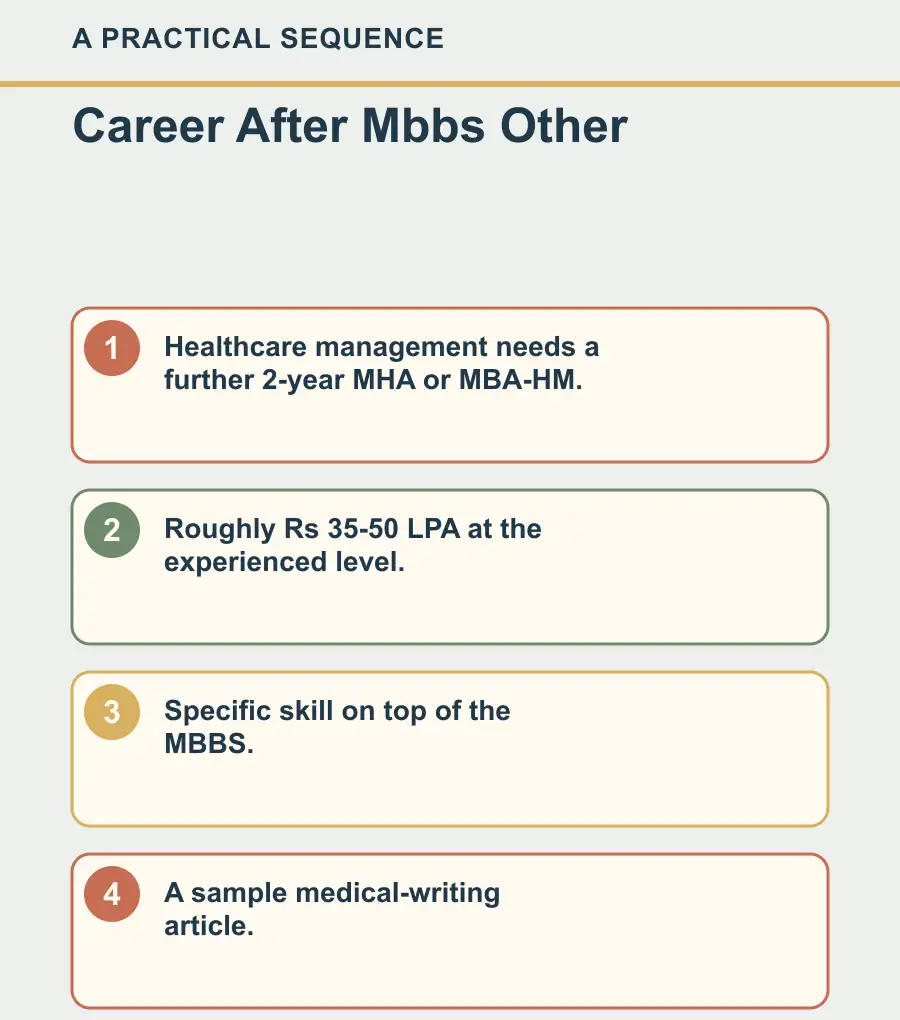 A PRACTICAL SEQUENCE
Career After Mbbs Other
1
Healthcare management needs a
further 2-year MHA or MBA-HM.
2
Roughly Rs 35-50 LPA at the
experienced level.
3
Specific skill on top of the
MBBS.
4
A sample medical-writing
article.